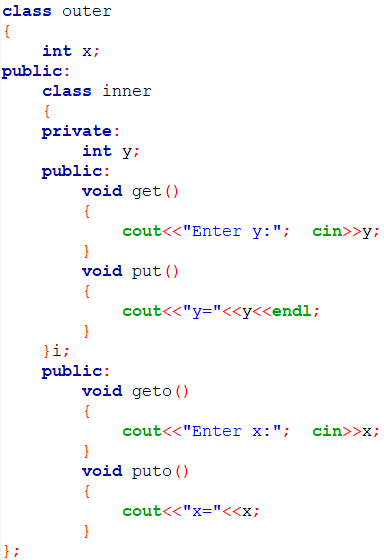 class outer
{
    int x;
public:
    class inner
    {
    private:
        int y;
    public:
        void get()
        {
            cout<<"Enter y:";  cin>>y;
        }
        void put()
        {
            cout<<"y="<<y<<endl;
        }
    }i;
    public:
        void geto()
        {
            cout<<"Enter x:";  cin>>x;
        }
        void puto()
        {
            cout<<"x="<<x;
        }
};